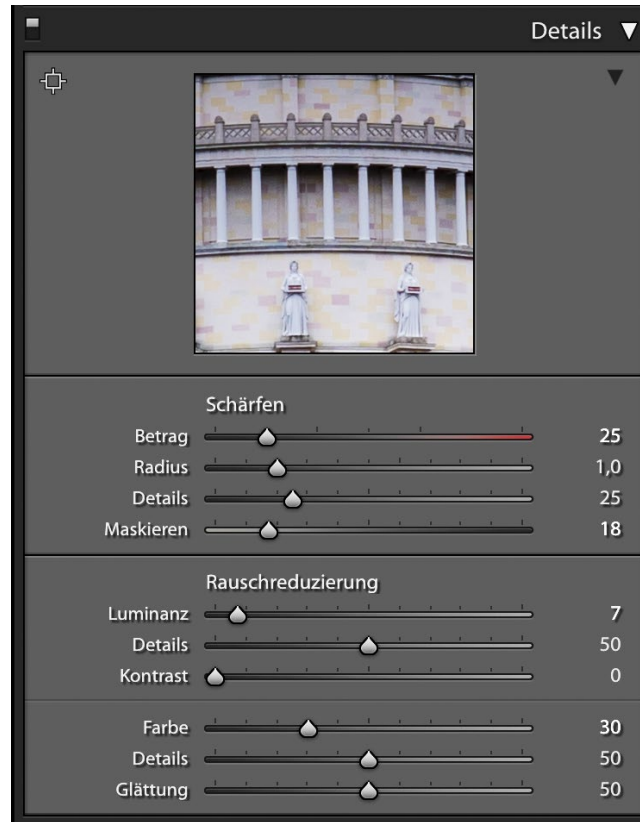 Details
Schärfen
Betrag 25
Radius 1,0
Details 25
Maskieren 18
Rauschreduzierung
Luminanz 7
Details 50
Kontrast 0
Farbe 30
Details 50
Glättung 50